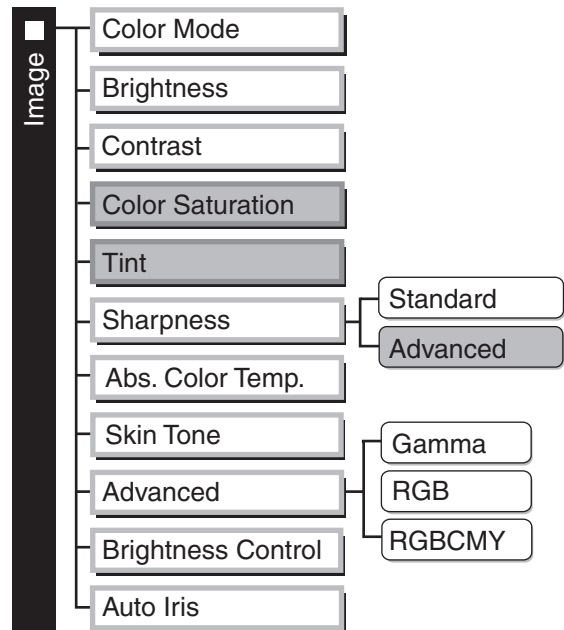 Image
Color Mode
Brightness
Contrast
Color Saturation
Tint
Sharpness
Standard
Advanced
Abs. Color Temp.
Skin Tone
Advanced
Gamma
RGB
RGBCMY
Brightness Control
Auto Iris